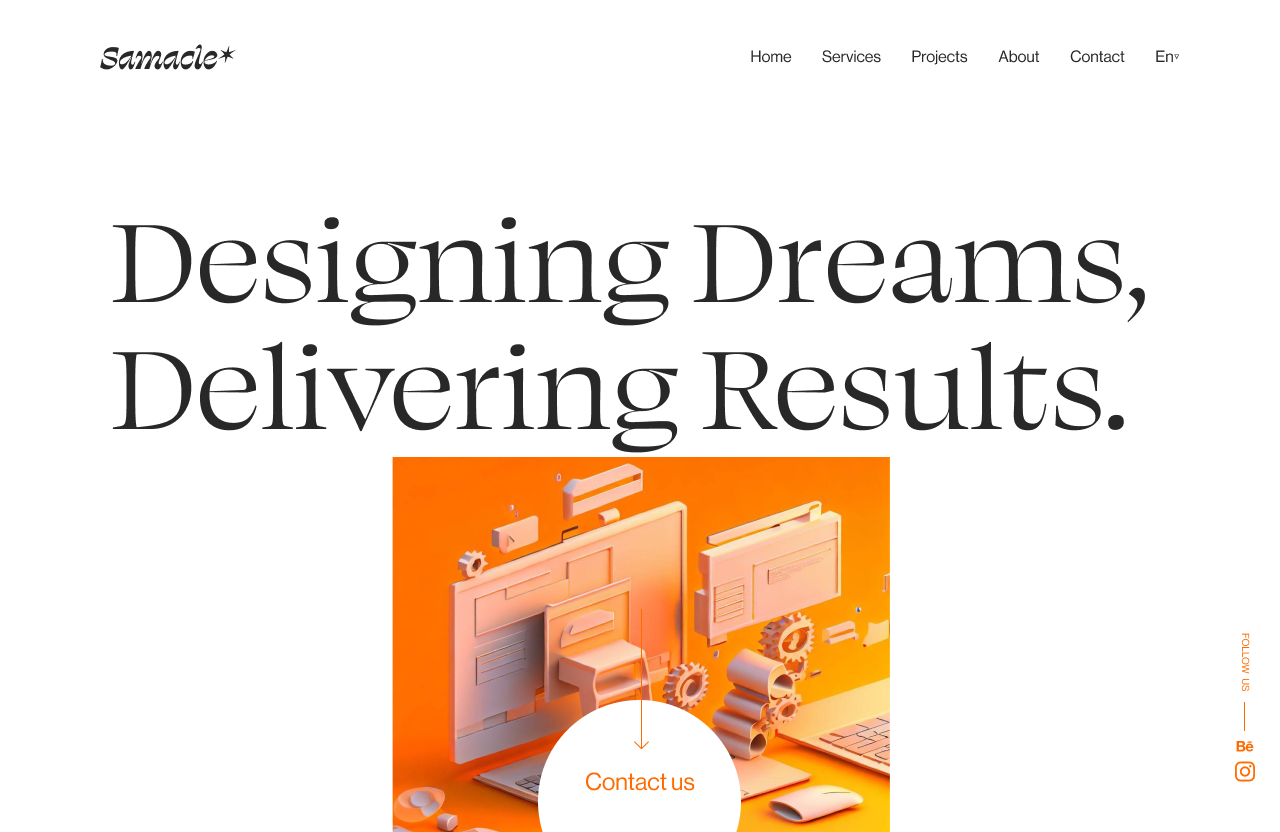 Samacle*
Home Services Projects About Contact En
Designing Dreams,
Delivering Results.
FOLLOW US
Bē
Contact us